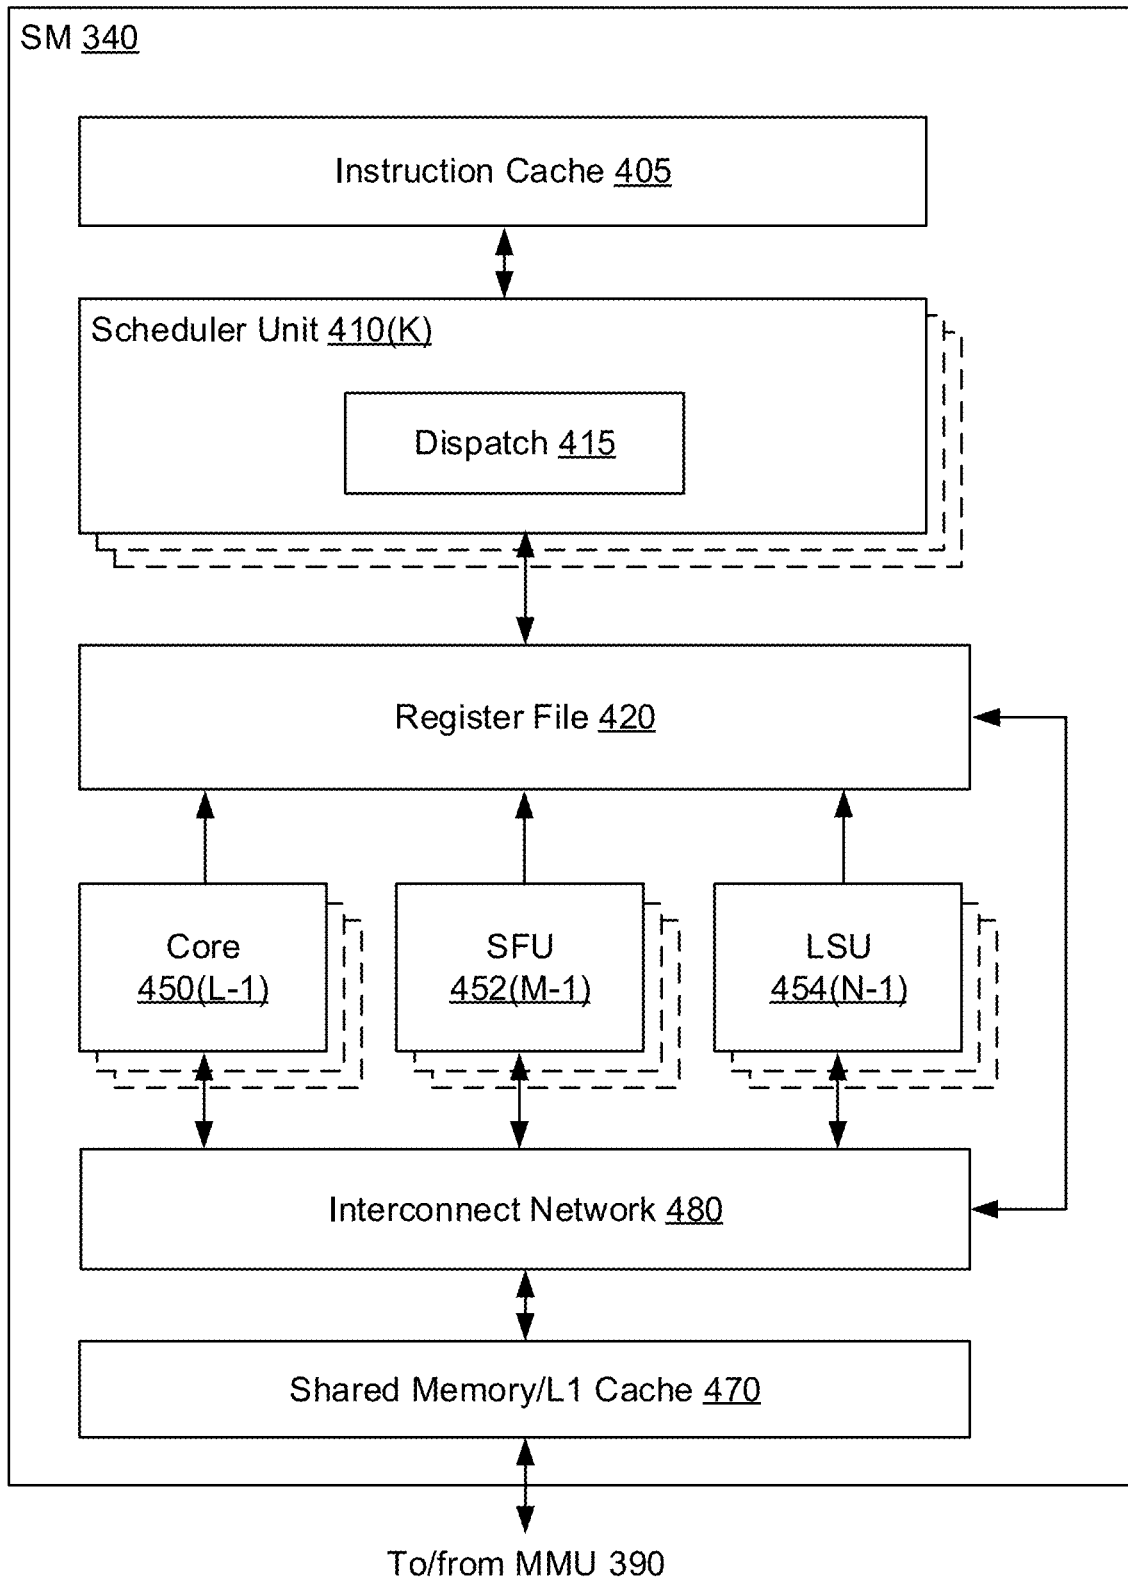 SM 340
Instruction Cache 405
Scheduler Unit 410(K)
Dispatch 415
Register File 420
Core
450(L-1)
SFU
452(M-1)
LSU
454(N-1)
Interconnect Network 480
Shared Memory/L1 Cache 470
To/from MMU 390